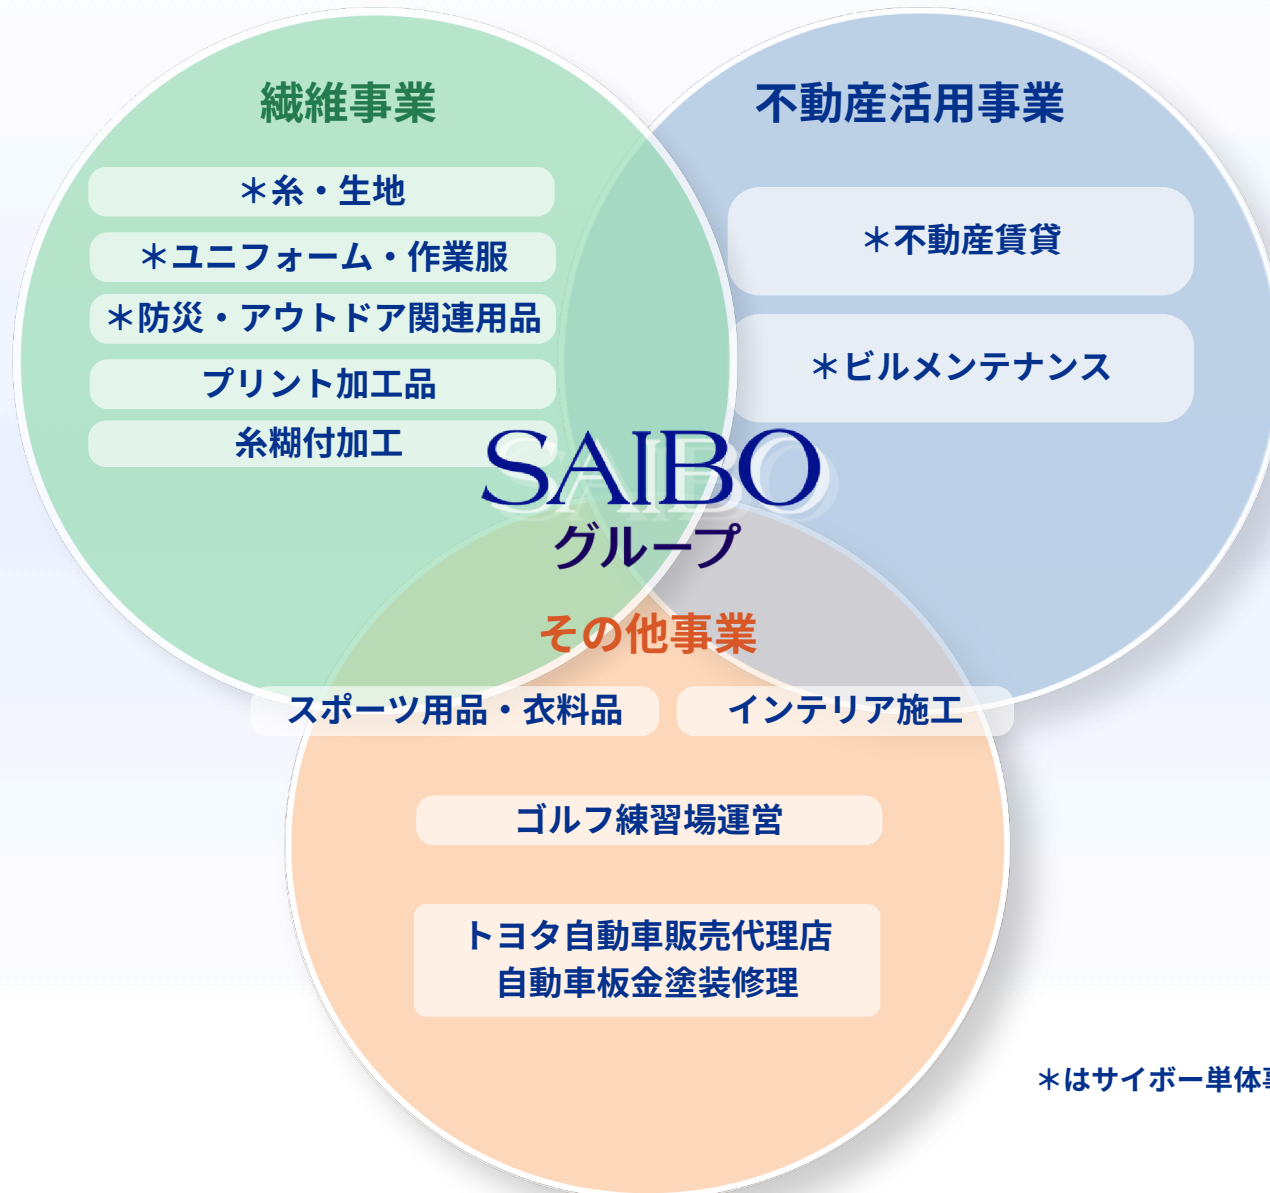 繊維事業
＊糸・生地
＊ユニフォーム・作業服
＊防災・アウトドア関連用品
プリント加工品
糸糊付加工
不動産活用事業
＊不動産賃貸
＊ビルメンテナンス
SAIBO
グループ
その他事業
スポーツ用品・衣料品
インテリア施工
ゴルフ練習場運営
トヨタ自動車販売代理店
自動車板金塗装修理
＊はサイボー単体